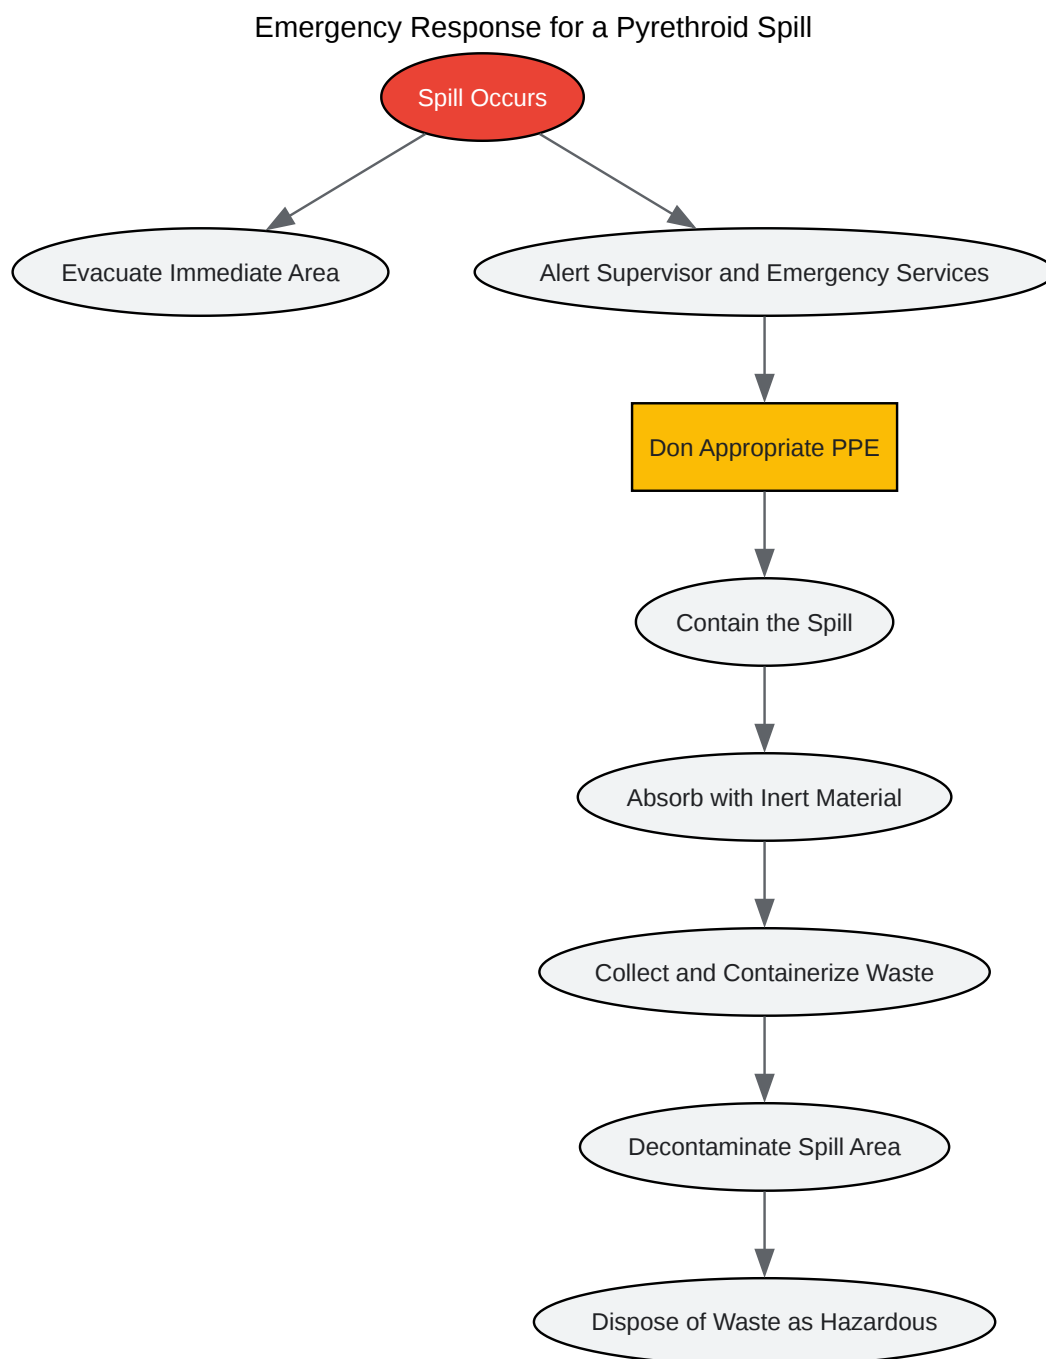 Emergency Response for a Pyrethroid Spill
Spill Occurs
Evacuate Immediate Area
Alert Supervisor and Emergency Services
Don Appropriate PPE
Contain the Spill
Absorb with Inert Material
Collect and Containerize Waste
Decontaminate Spill Area
Dispose of Waste as Hazardous